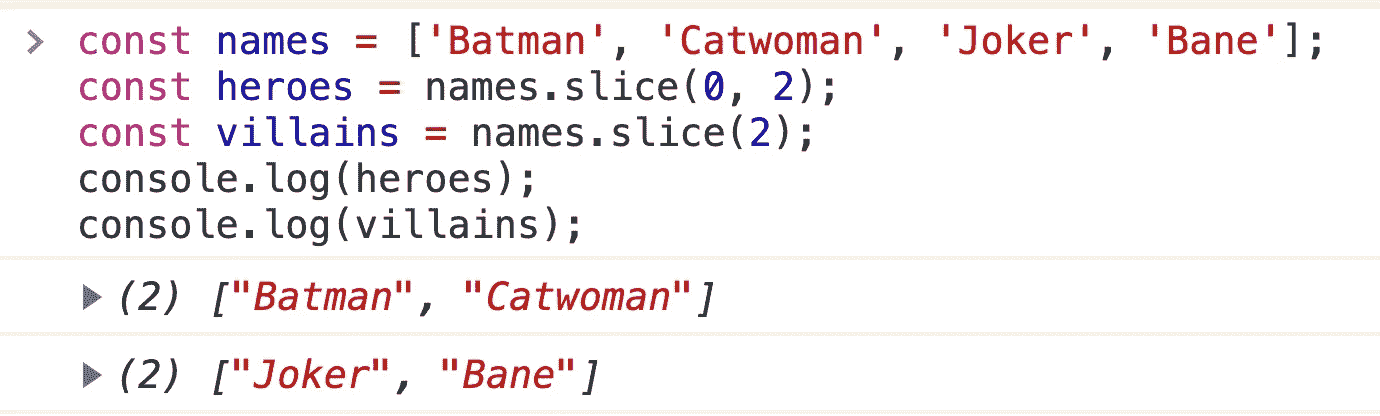 const names = ['Batman', 'Catwoman', 'Joker', 'Bane'];
const heroes = names.slice(0, 2);
const villains = names.slice(2);
console.log(heroes);
console.log(villains);
(2) ["Batman", "Catwoman"]
(2) ["Joker", "Bane"]